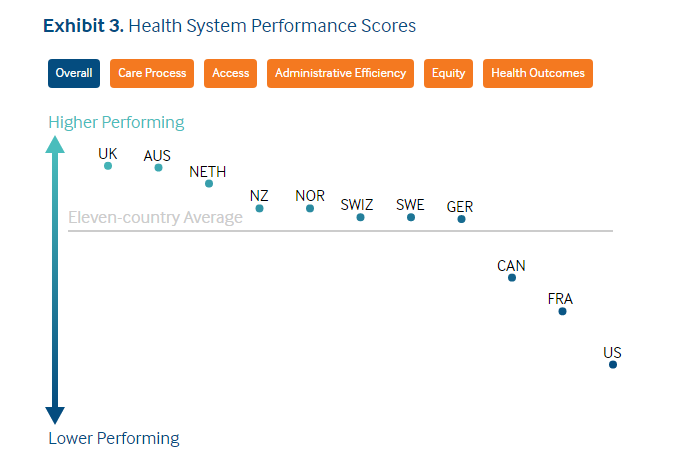 Exhibit 3. Health System Performance Scores
Overall Care Process Access Administrative Efficiency Equity Health Outcomes
Higher Performing
UK AUS
NETH
NZ NOR SWIZ SWE GER
Eleven-country Average
CAN
FRA
US
Lower Performing